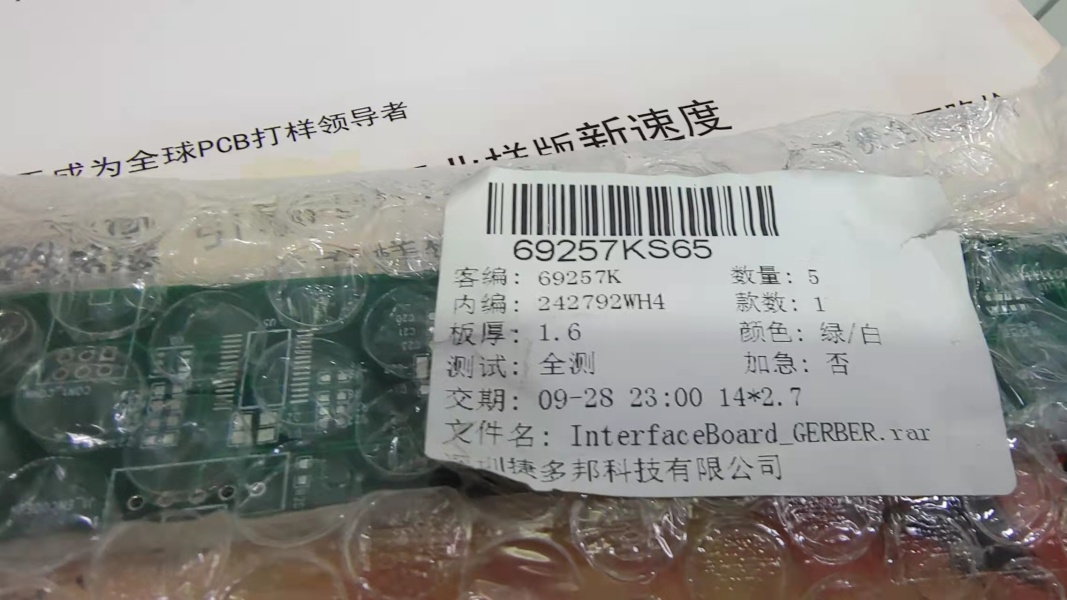 成为全球PCB打样领导者
样版新速度
69257KS65
客编: 69257K 数量: 5
内编: 242792WH4 款数: 1
板厚: 1.6 颜色: 绿/白
测试: 全测 加急: 否
交期: 09-28 23:00 14*2.7
文件名: InterfaceBoard_GERBER.rar
深圳捷多邦科技有限公司